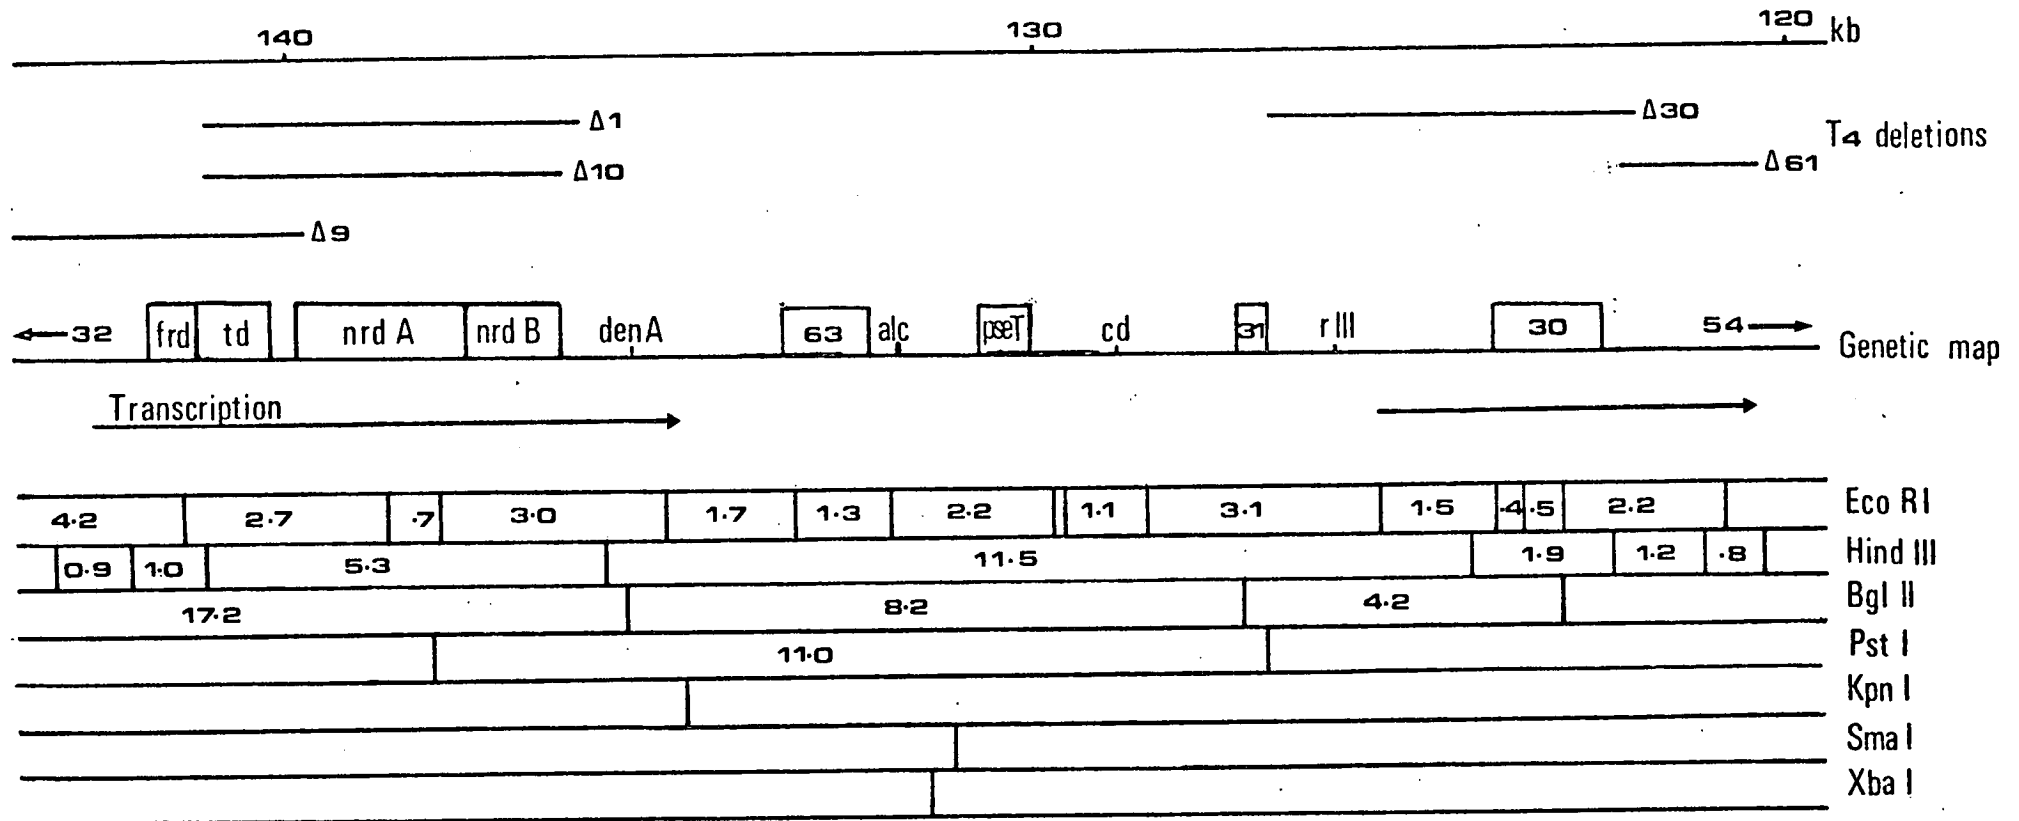 140 130 120 kb
Δ1 Δ30
T4 deletions
Δ10 Δ61
Δ9
←32 frd td nrd A nrd B denA 63 alc pseT cd 31 rIII 30 54→
Genetic map
Transcription
4·2 2·7 ·7 3·0 1·7 1·3 2·2 1·1 3·1 1·5 ·4 ·5 2·2 Eco RI
0·9 1·0 5·3 11·5 1·9 1·2 ·8 Hind III
17·2 8·2 4·2 Bgl II
11·0 Pst I
Kpn I
Sma I
Xba I